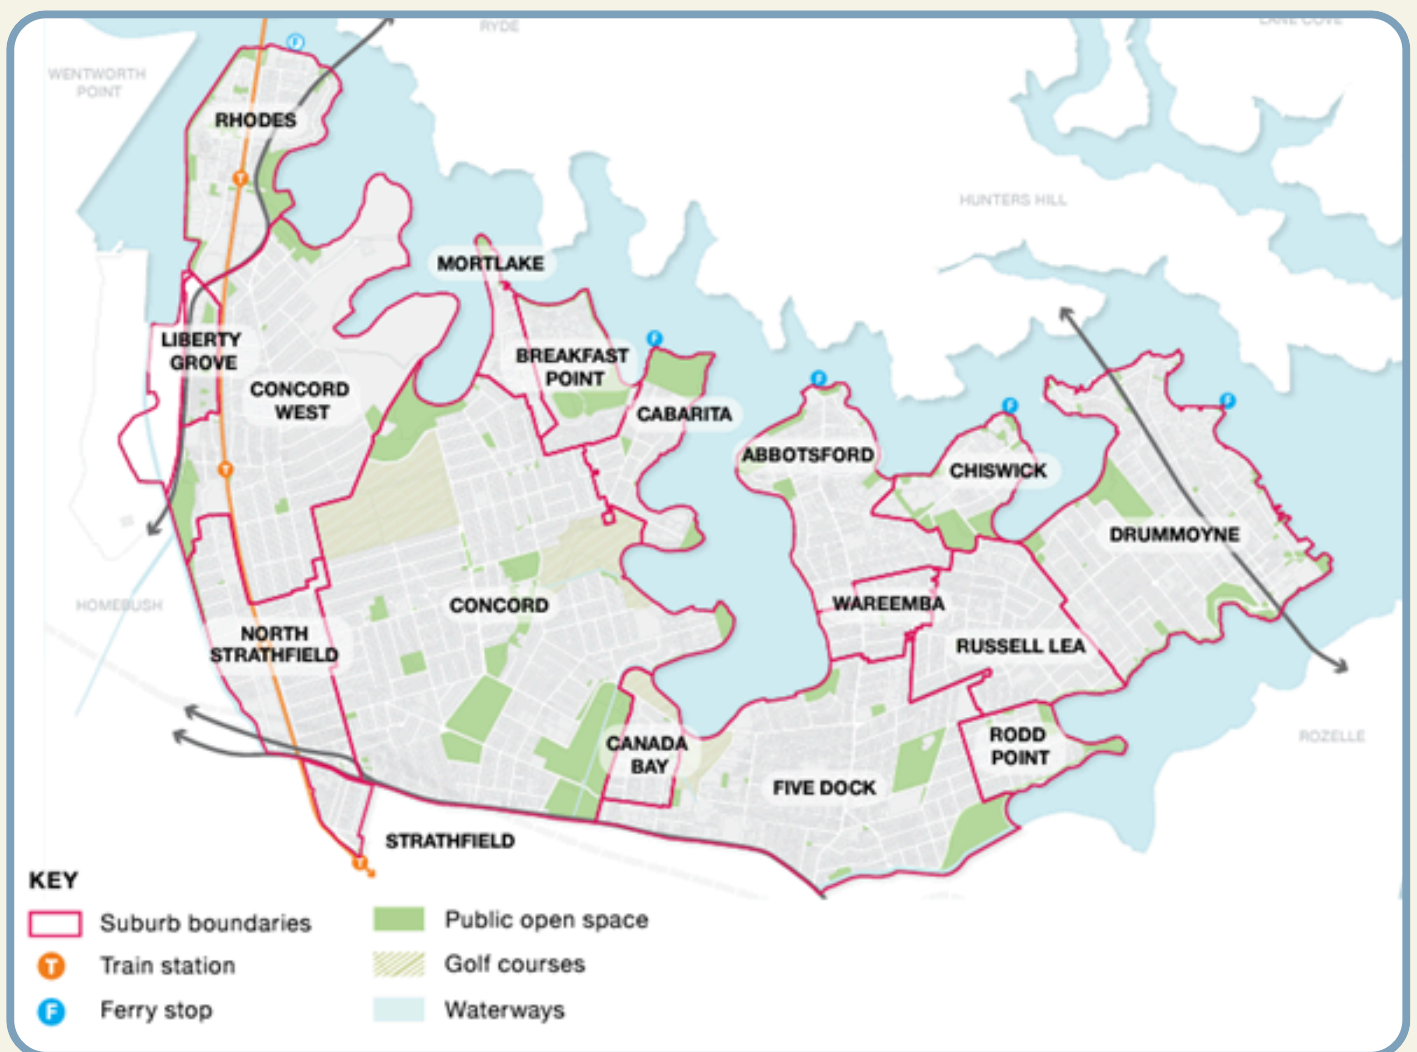 RYDE
LANE COVE
WENTWORTH
POINT
F
RHODES
T
HUNTERS HILL
MORTLAKE
LIBERTY
GROVE
BREAKFAST
POINT
F
CONCORD
WEST
CABARITA
F
F
F
ABBOTSFORD
CHISWICK
T
DRUMMOYNE
HOMEBUSH
CONCORD
WAREEMBA
NORTH
STRATHFIELD
RUSSELL LEA
CANADA
BAY
RODD
POINT
ROZELLE
FIVE DOCK
STRATHFIELD
T
KEY
Suburb boundaries
Public open space
T Train station
Golf courses
F Ferry stop
Waterways